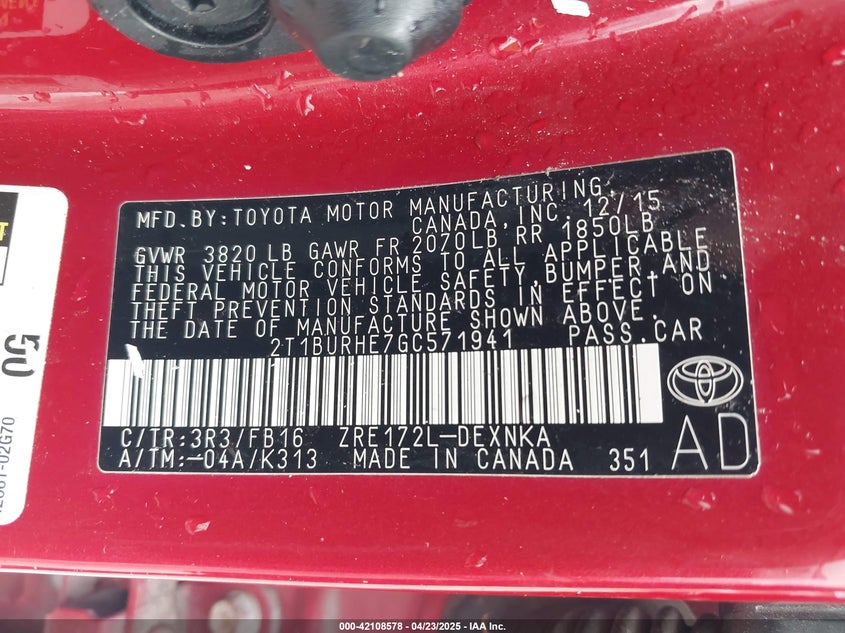 MFD.BY:TOYOTA MOTOR MANUFACTURING,
CANADA,INC. 12/15
GVWR 3820 LB GAWR FR 2070LB RR 1850LB
THIS VEHICLE CONFORMS TO ALL APPLICABLE
FEDERAL MOTOR VEHICLE SAFETY,BUMPER,AND
THEFT PREVENTION STANDARDS IN EFFECT ON
THE DATE OF MANUFACTURE SHOWN ABOVE.
2T1BURHE7GC571941 PASS.CAR
C/TR:3R3/FB16 ZRE172L-DEXNKA
A/TM:-04A/K313 MADE IN CANADA 351
AD
50
02G70
000-42108578 - 04/23/2025 - IAA Inc.